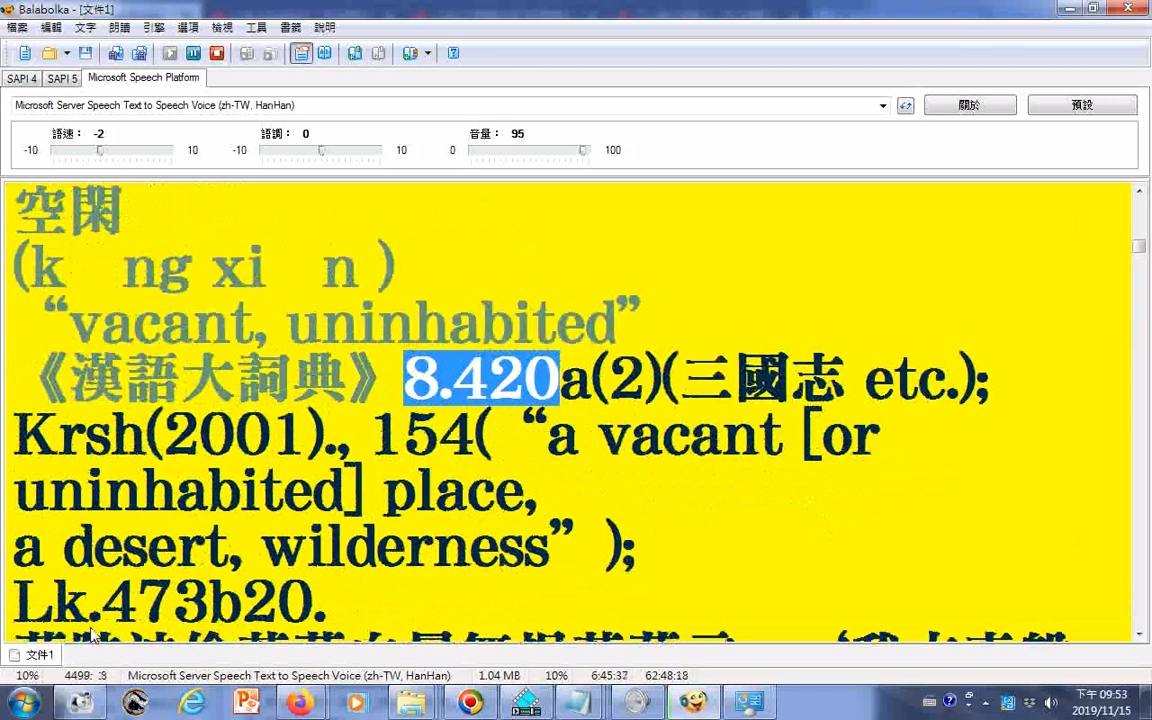 Balabolka - [文件1]
檔案 編輯 文字 朗讀 引擎 選項 檢視 工具 書籤 說明
SAPI 4 SAPI 5 Microsoft Speech Platform
Microsoft Server Speech Text to Speech Voice (zh-TW, HanHan) 關於 預設
語速： -2 語調： 0 音量： 95
-10 10 -10 10 0 100
空閑
(k ng xi n )
“vacant, uninhabited”
《漢語大詞典》 8.420a(2)(三國志 etc.);
Krsh(2001)., 154( “a vacant [or
uninhabited] place,
a desert, wilderness” );
Lk.473b20.
文件1
10% Microsoft Server Speech Text to Speech Voice (zh-TW, HanHan) 1.04 MB 10% 6:45:37 62:48:18
下午 09:53
2019/11/15